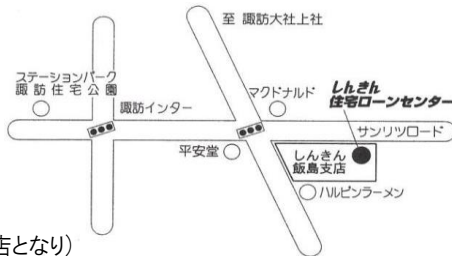 至 諏訪大社上社
ステーションパーク
諏訪住宅公園
マクドナルド
しんきん
住宅ローンセンター
諏訪インター
サンリツロード
平安堂
しんきん
飯島支店
ハルピンラーメン
店となり)